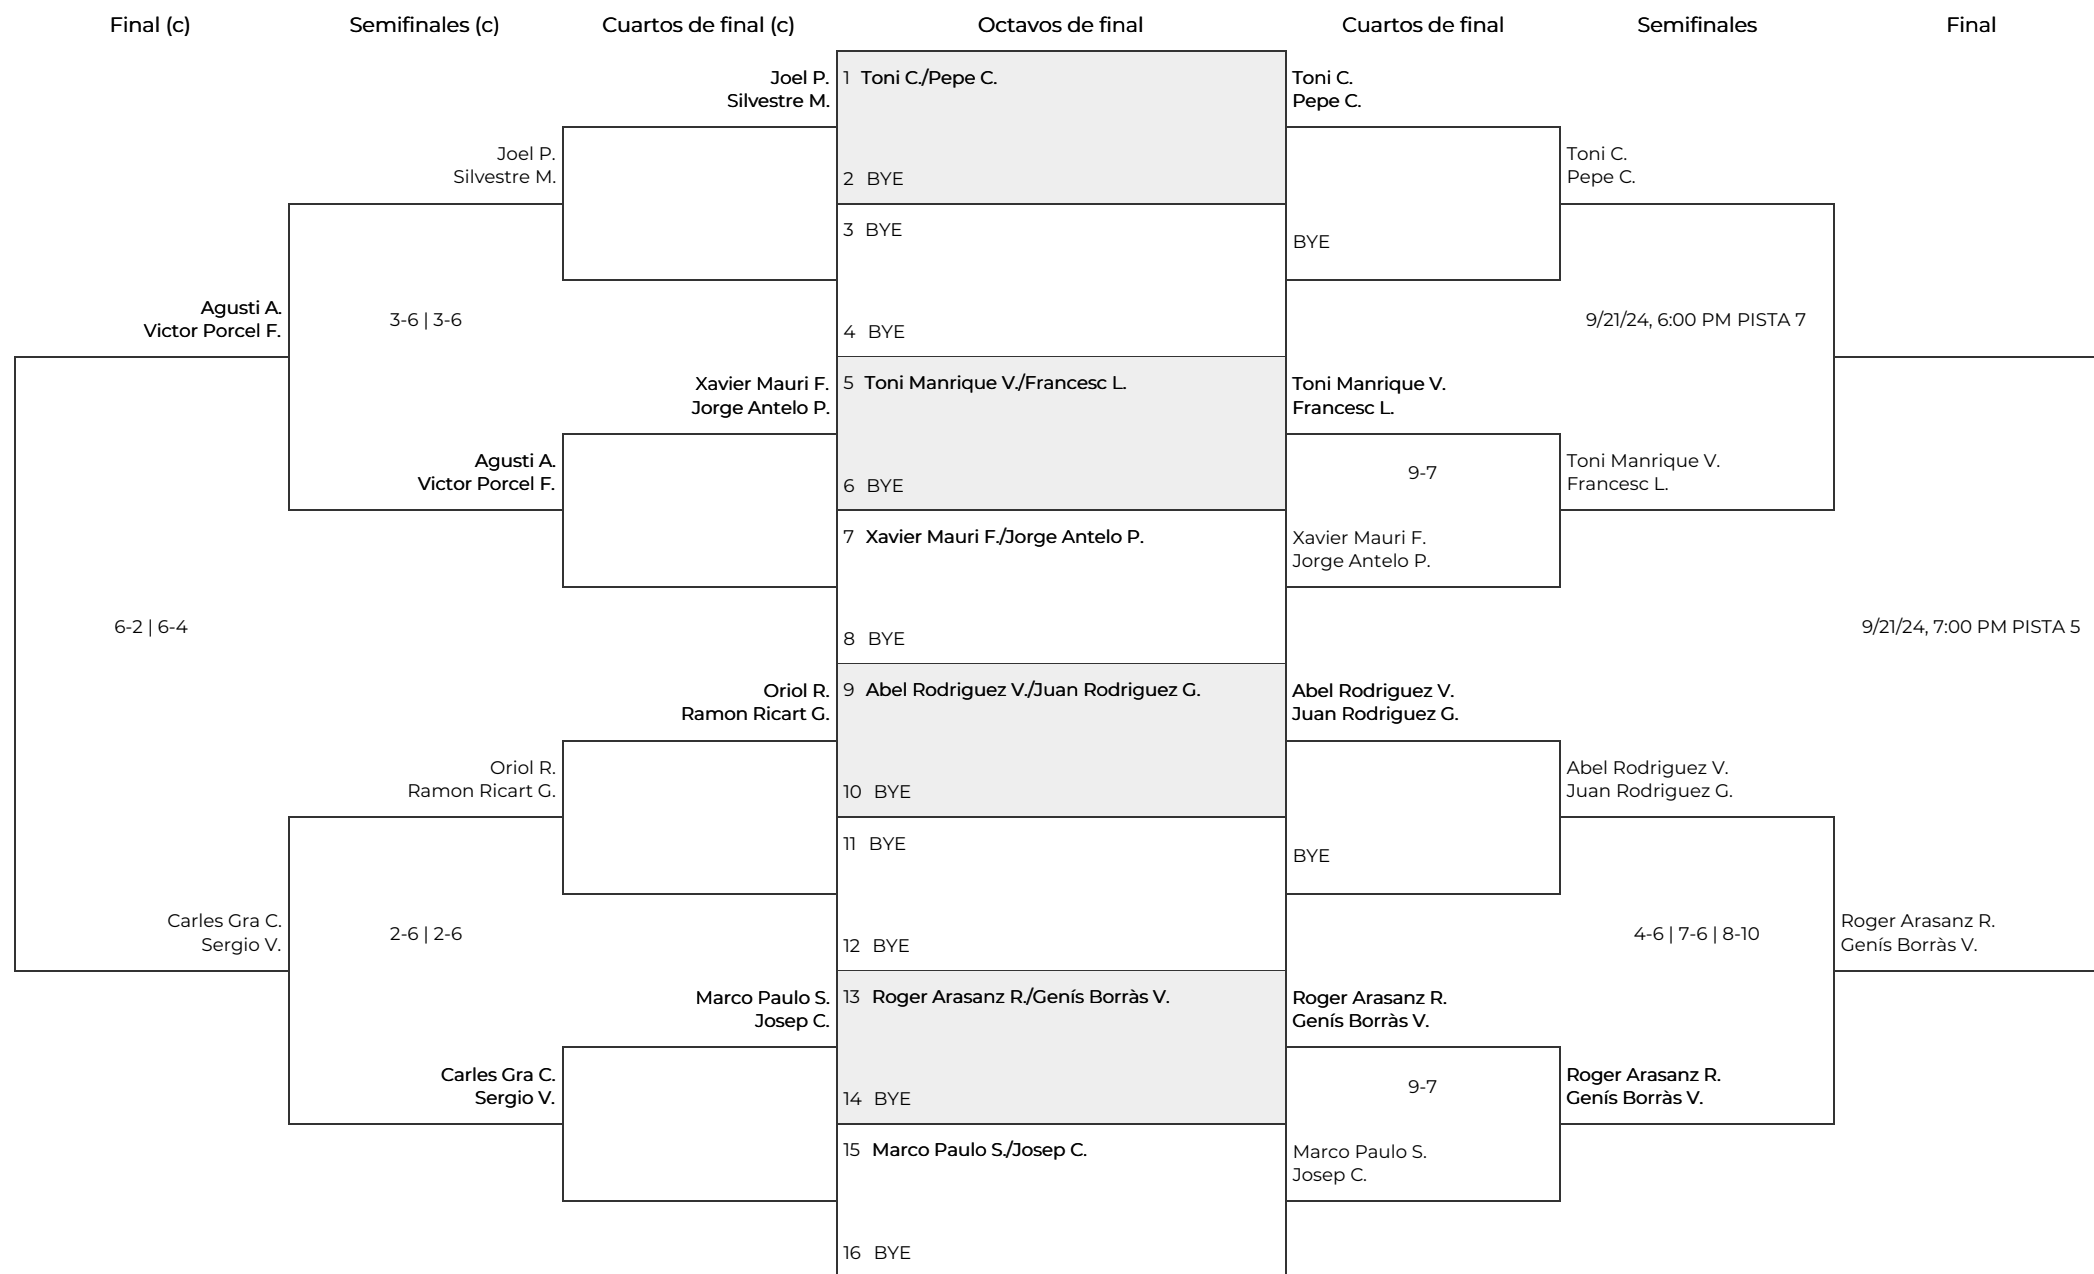 Final (c)
Semifinales (c)
Cuartos de final (c)
Octavos de final
Cuartos de final
Semifinales
Final
Agusti A.
Victor Porcel F.
6-2 | 6-4
Carles Gra C.
Sergio V.
Joel P.
Silvestre M.
3-6 | 3-6
Agusti A.
Victor Porcel F.
Oriol R.
Ramon Ricart G.
2-6 | 2-6
Carles Gra C.
Sergio V.
Joel P.
Silvestre M.
Xavier Mauri F.
Jorge Antelo P.
Oriol R.
Ramon Ricart G.
Marco Paulo S.
Josep C.
1 Toni C./Pepe C.
2 BYE
3 BYE
4 BYE
5 Toni Manrique V./Francesc L.
6 BYE
7 Xavier Mauri F./Jorge Antelo P.
8 BYE
9 Abel Rodriguez V./Juan Rodriguez G.
10 BYE
11 BYE
12 BYE
13 Roger Arasanz R./Genís Borràs V.
14 BYE
15 Marco Paulo S./Josep C.
16 BYE
Toni C.
Pepe C.
BYE
Toni Manrique V.
Francesc L.
9-7
Xavier Mauri F.
Jorge Antelo P.
Abel Rodriguez V.
Juan Rodriguez G.
BYE
Roger Arasanz R.
Genís Borràs V.
9-7
Marco Paulo S.
Josep C.
Toni C.
Pepe C.
9/21/24, 6:00 PM PISTA 7
Toni Manrique V.
Francesc L.
Abel Rodriguez V.
Juan Rodriguez G.
4-6 | 7-6 | 8-10
Roger Arasanz R.
Genís Borràs V.
9/21/24, 7:00 PM PISTA 5
Roger Arasanz R.
Genís Borràs V.